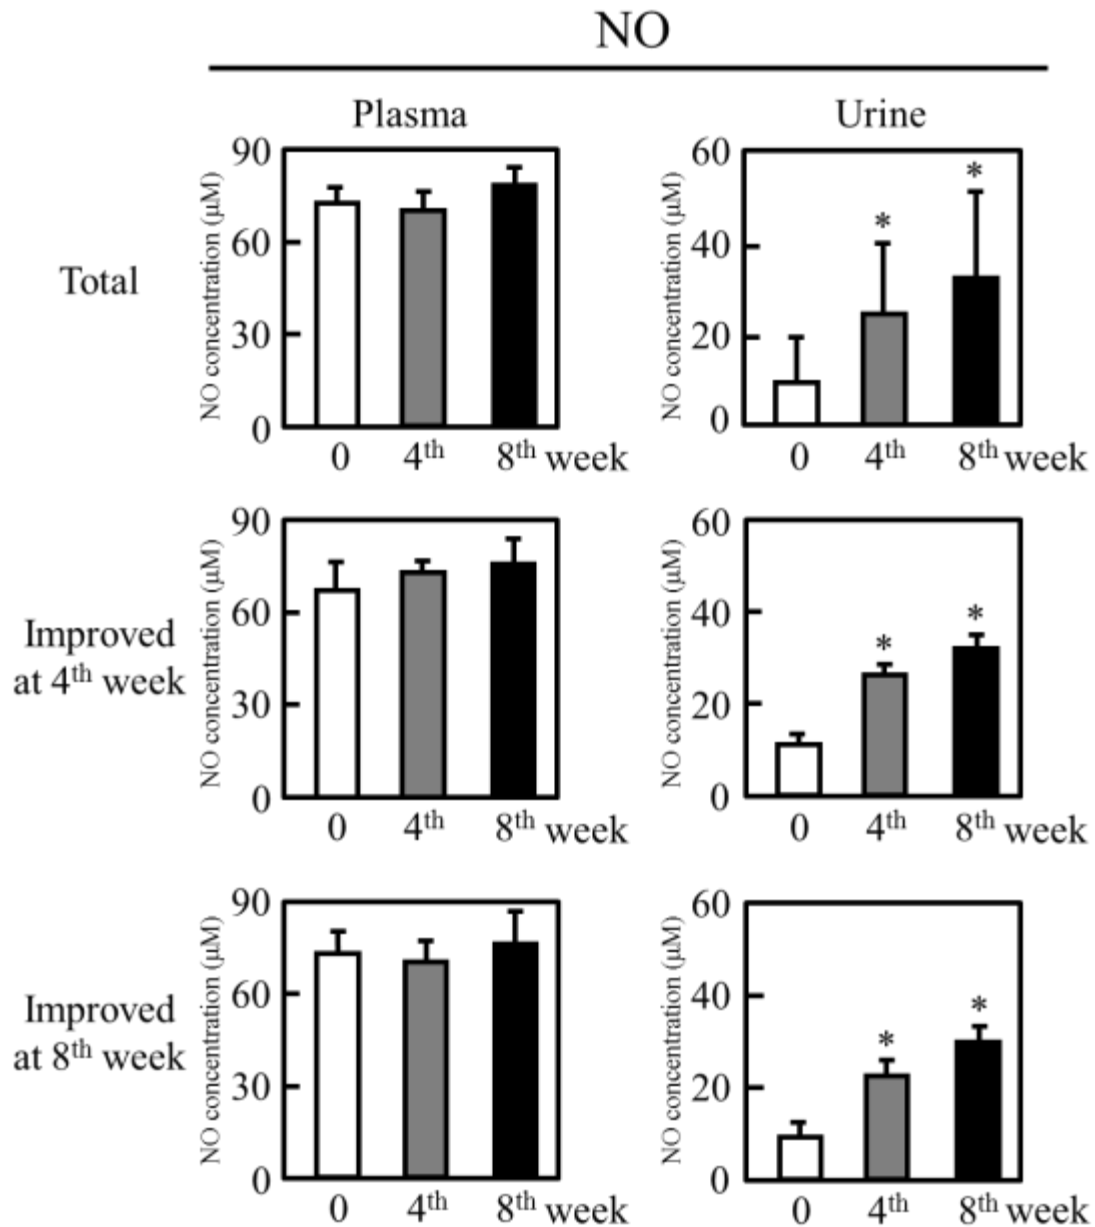 NO
Plasma
Urine
Total
NO concentration (µM)
90
60
30
0
0 4th 8th week
NO concentration (µM)
60
40
20
0
*
*
0 4th 8th week
Improved
at 4th week
NO concentration (µM)
90
60
30
0
0 4th 8th week
NO concentration (µM)
60
40
20
0
*
*
0 4th 8th week
Improved
at 8th week
NO concentration (µM)
90
60
30
0
0 4th 8th week
NO concentration (µM)
60
40
20
0
*
*
0 4th 8th week